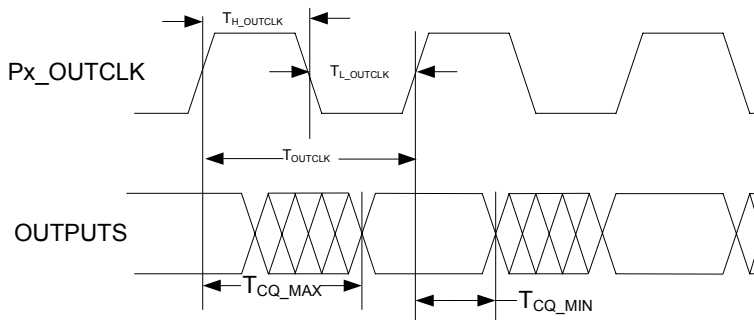 T_H_OUTCLK
Px_OUTCLK
T_L_OUTCLK
T_OUTCLK
OUTPUTS
T_CQ_MAX
T_CQ_MIN